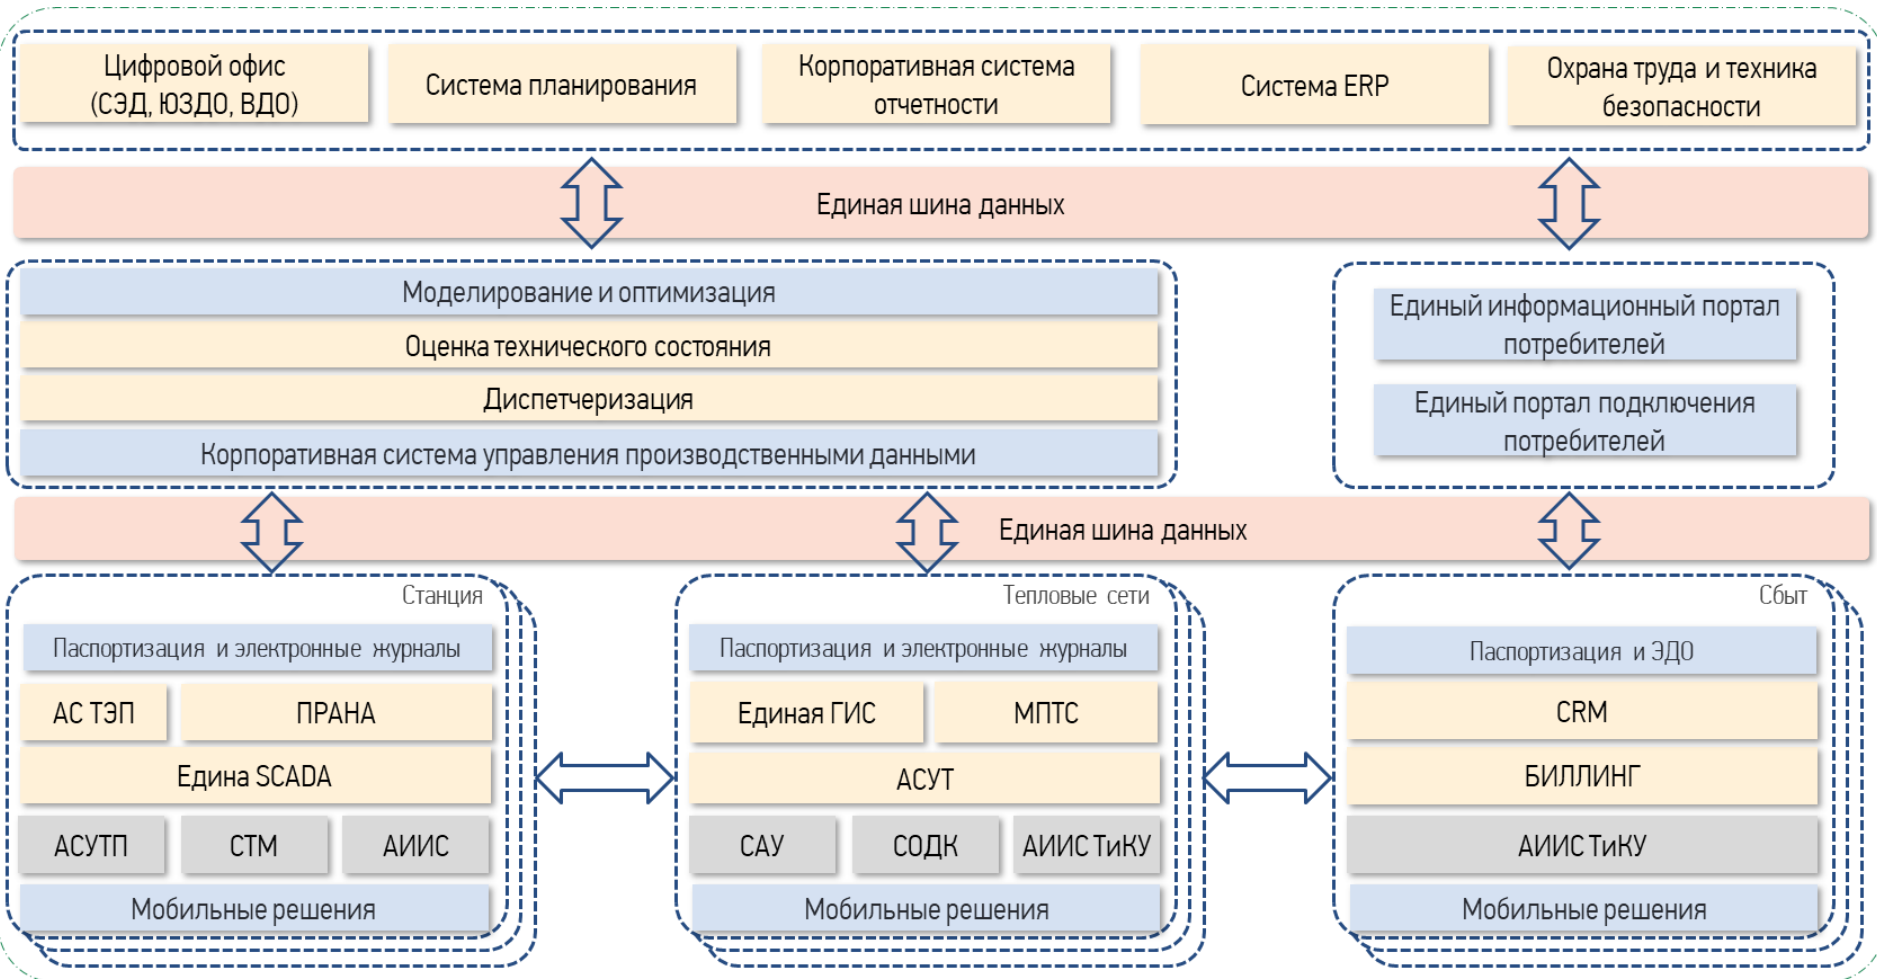 Цифровой офис
(СЭД, ЮЗДО, ВДО)
Система планирования
Корпоративная система
отчетности
Система ERP
Охрана труда и техника
безопасности
Единая шина данных
Моделирование и оптимизация
Оценка технического состояния
Диспетчеризация
Корпоративная система управления производственными данными
Единый информационный портал
потребителей
Единый портал подключения
потребителей
Единая шина данных
Станция
Паспортизация и электронные журналы
АС ТЭП
ПРАНА
Едина SCADA
АСУТП
СТМ
АИИС
Мобильные решения
Тепловые сети
Паспортизация и электронные журналы
Единая ГИС
МПТС
АСУТ
САУ
СОДК
АИИС ТиКУ
Мобильные решения
Сбыт
Паспортизация и ЭДО
CRM
БИЛЛИНГ
АИИС ТиКУ
Мобильные решения